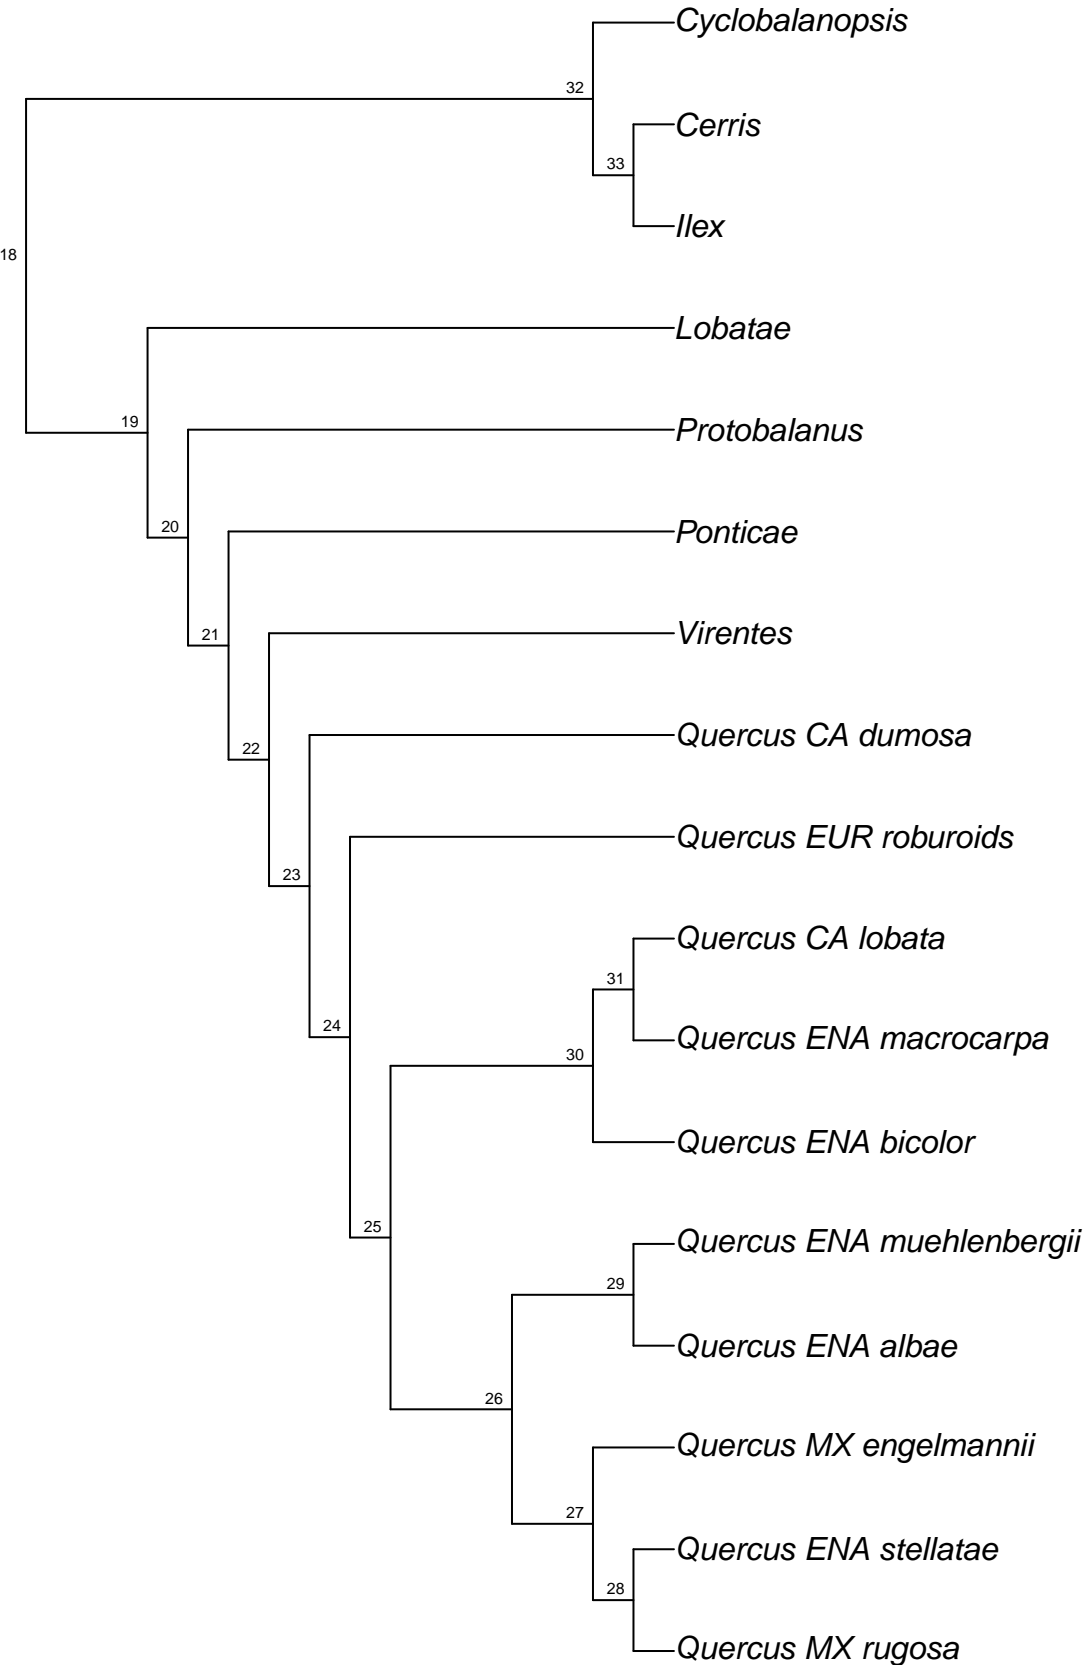 Cyclobalanopsis
32
Cerris
33
Ilex
18
Lobatae
19
Protobalanus
20
Ponticae
21
Virentes
22
Quercus CA dumosa
23
Quercus EUR roburoids
24
Quercus CA lobata
31
Quercus ENA macrocarpa
30
Quercus ENA bicolor
25
Quercus ENA muehlenbergii
29
Quercus ENA albae
26
Quercus MX engelmannii
27
Quercus ENA stellatae
28
Quercus MX rugosa